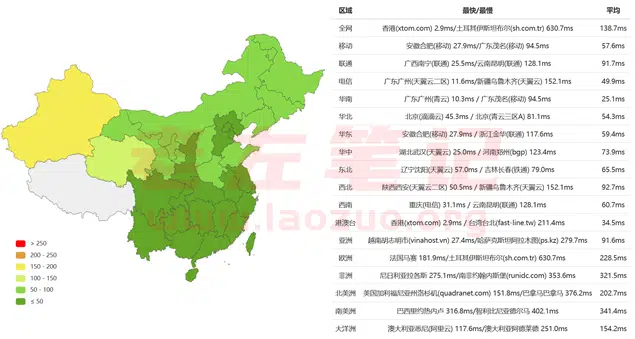 区域 最快/最慢 平均
全网 香港(xtom.com) 2.9ms/土耳其伊斯坦布尔(sh.com.tr) 630.7ms 138.7ms
移动 安徽合肥(移动) 27.9ms/广东茂名(移动) 94.5ms 57.6ms
联通 广西南宁(联通) 25.5ms/云南昆明(联通) 128.1ms 91.7ms
电信 广东广州(天翼云二区) 11.6ms/新疆乌鲁木齐(天翼云) 152.1ms 49.9ms
华南 广东广州(青云) 10.3ms / 广东茂名(移动) 94.5ms 25.1ms
华北 北京(滴滴云) 45.3ms / 北京(青云三区A) 81.1ms 54.3ms
华东 安徽合肥(移动) 27.9ms / 浙江金华(联通) 117.6ms 59.4ms
华中 湖北武汉(天翼云) 25.0ms / 河南郑州(bgp) 123.4ms 73.9ms
东北 辽宁沈阳(天翼云) 57.0ms / 吉林长春(天翼) 79.0ms 65.5ms
西北 陕西西安(天翼云二区) 50.5ms / 新疆乌鲁木齐(天翼云) 152.1ms 92.7ms
西南 重庆(电信) 31.1ms / 云南昆明(联通) 128.1ms 60.7ms
港澳台 香港(xtom.com) 2.9ms / 台湾台北(fast-line.tw) 211.4ms 34.5ms
亚洲 越南胡志明市(vinahost.vn) 27.4ms/哈萨克斯坦阿拉木图(ps.kz) 279.7ms 91.6ms
欧洲 法国马赛 181.9ms/土耳其伊斯坦布尔(sh.com.tr) 630.7ms 228.5ms
非洲 尼日利亚拉各斯 275.1ms/南非约翰内斯堡(runidc.com) 353.6ms 321.5ms
北美洲 美国加利福尼亚州洛杉矶(quadranet.com) 151.8ms/巴拿马巴拿马 376.2ms 202.7ms
南美洲 巴西里约热内卢 316.8ms/智利比尼亚德尔马 402.1ms 341.4ms
大洋洲 澳大利亚悉尼(阿里云) 117.6ms/澳大利亚阿德莱德 251.0ms 154.2ms
> 250
200 - 250
150 - 200
100 - 150
50 - 100
≤ 50
老左笔记
www.laozuo.org